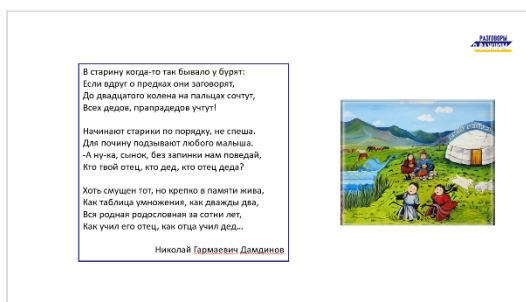 РАЗГОВОРЫ
О ВАЖНОМ
В старину когда-то так бывало у бурят:
Если вдруг о предках они заговорят,
До двадцатого колена на пальцах сочтут,
Всех дедов, прапрадедов учтут!
Начинают старики по порядку, не спеша.
Для почину подзывают любого малыша.
-А ну-ка, сынок, без запинки нам поведай,
Кто твой отец, кто дед, кто отец деда?
Хоть смущен тот, но крепко в памяти жива,
Как таблица умножения, как дважды два,
Вся родная родословная за сотни лет,
Как учил его отец, как отца учил дед…
Николай Гармаевич Дамдинов